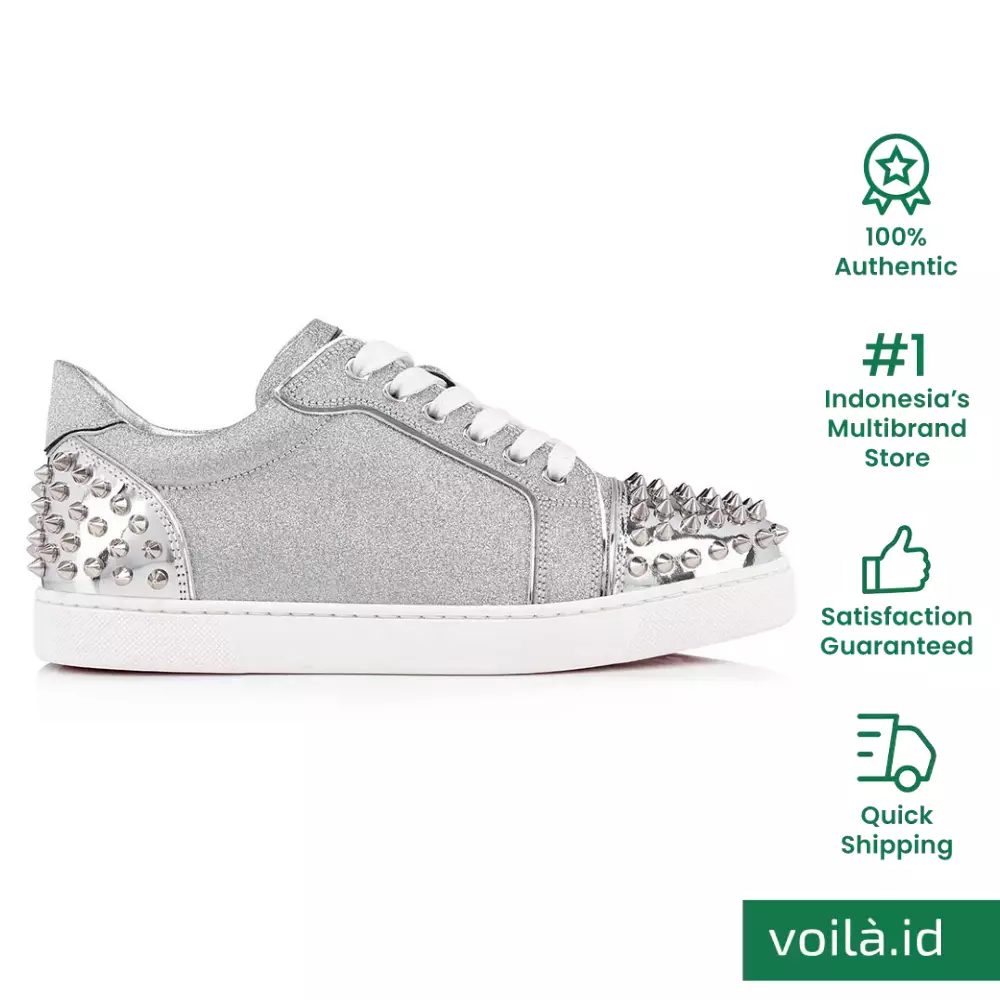 100%
Authentic
#1
Indonesia's
Multibrand
Store
Satisfaction
Guaranteed
Quick
Shipping
voilà.id